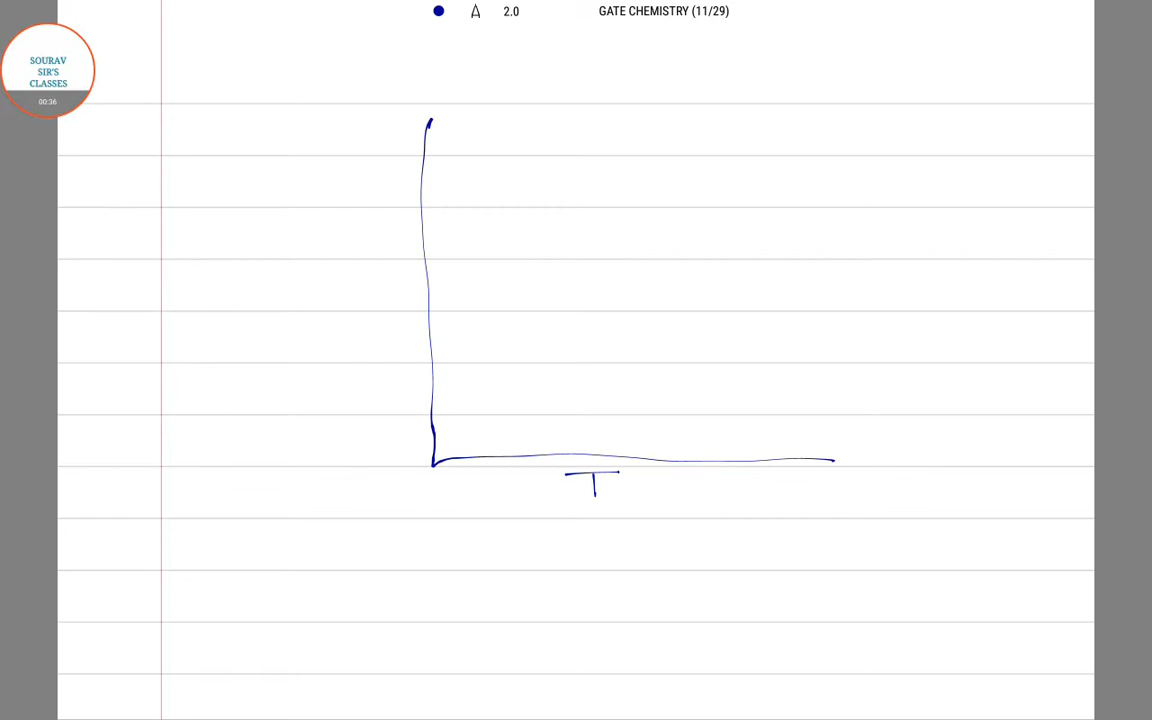 A 2.0 GATE CHEMISTRY (11/29)
SOURAV
SIR'S
CLASSES
00:36
T